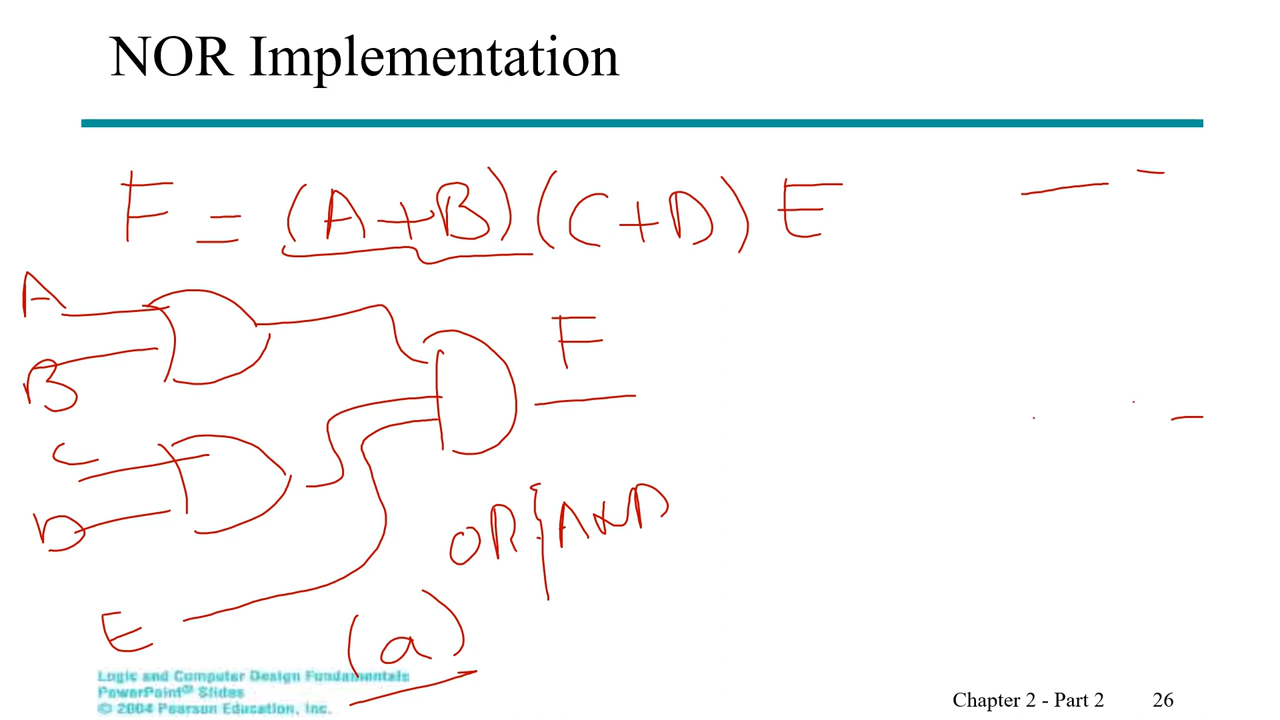 NOR Implementation
F = (A+B)(C+D) E
A
B
F
C
D
OR AND
E
(a)
Logic and Computer Design Fundamentals
PowerPoint® Slides
© 2004 Pearson Education, Inc.
Chapter 2 - Part 2 26